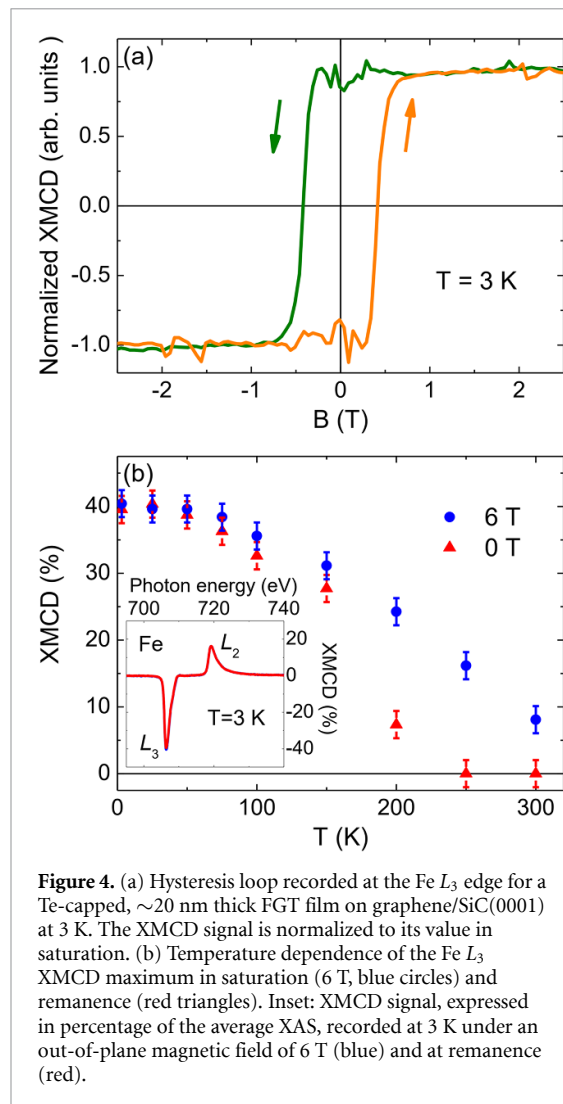 (a)
Normalized XMCD (arb. units)
1.0
0.5
0.0
-0.5
-1.0
T = 3 K
-2 -1 0 1 2
B (T)
(b)
XMCD (%)
40
30
20
10
0
6 T
0 T
Photon energy (eV)
700 720 740
Fe
L2
L3
T=3 K
20
0
-20
-40
XMCD (%)
0 50 100 150 200 250 300
T (K)
Figure 4. (a) Hysteresis loop recorded at the Fe L3 edge for a
Te-capped, ∼20 nm thick FGT film on graphene/SiC(0001)
at 3 K. The XMCD signal is normalized to its value in
saturation. (b) Temperature dependence of the Fe L3
XMCD maximum in saturation (6 T, blue circles) and
remanence (red triangles). Inset: XMCD signal, expressed
in percentage of the average XAS, recorded at 3 K under an
out-of-plane magnetic field of 6 T (blue) and at remanence
(red).